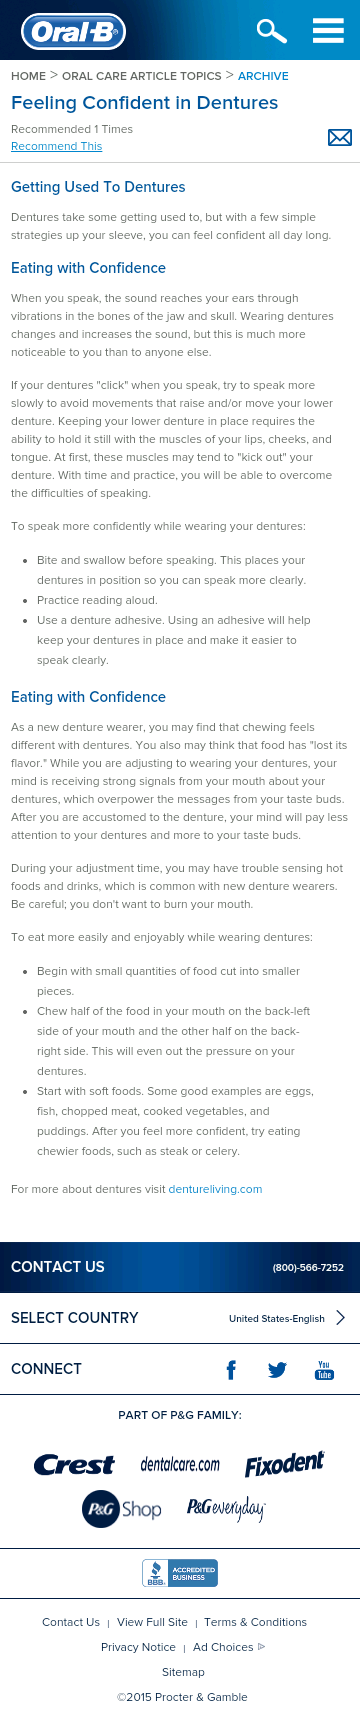 Oral-B
HOME > ORAL CARE ARTICLE TOPICS > ARCHIVE
Feeling Confident in Dentures
Recommended 1 Times
Recommend This
Getting Used To Dentures
Dentures take some getting used to, but with a few simple
strategies up your sleeve, you can feel confident all day long.
Eating with Confidence
When you speak, the sound reaches your ears through
vibrations in the bones of the jaw and skull. Wearing dentures
changes and increases the sound, but this is much more
noticeable to you than to anyone else.
If your dentures "click" when you speak, try to speak more
slowly to avoid movements that raise and/or move your lower
denture. Keeping your lower denture in place requires the
ability to hold it still with the muscles of your lips, cheeks, and
tongue. At first, these muscles may tend to "kick out" your
denture. With time and practice, you will be able to overcome
the difficulties of speaking.
To speak more confidently while wearing your dentures:
• Bite and swallow before speaking. This places your
dentures in position so you can speak more clearly.
• Practice reading aloud.
• Use a denture adhesive. Using an adhesive will help
keep your dentures in place and make it easier to
speak clearly.
Eating with Confidence
As a new denture wearer, you may find that chewing feels
different with dentures. You also may think that food has "lost its
flavor." While you are adjusting to wearing your dentures, your
mind is receiving strong signals from your mouth about your
dentures, which overpower the messages from your taste buds.
After you are accustomed to the denture, your mind will pay less
attention to your dentures and more to your taste buds.
During your adjustment time, you may have trouble sensing hot
foods and drinks, which is common with new denture wearers.
Be careful; you don't want to burn your mouth.
To eat more easily and enjoyably while wearing dentures:
• Begin with small quantities of food cut into smaller
pieces.
• Chew half of the food in your mouth on the back-left
side of your mouth and the other half on the back-
right side. This will even out the pressure on your
dentures.
• Start with soft foods. Some good examples are eggs,
fish, chopped meat, cooked vegetables, and
puddings. After you feel more confident, try eating
chewier foods, such as steak or celery.
For more about dentures visit dentureliving.com
CONTACT US (800)-566-7252
SELECT COUNTRY United States-English
CONNECT You Tube
PART OF P&G FAMILY:
Crest dentalcare.com Fixodent
P&G Shop P&G everyday
BBB ACCREDITED
BUSINESS
Contact Us | View Full Site | Terms & Conditions
Privacy Notice | Ad Choices
Sitemap
©2015 Procter & Gamble